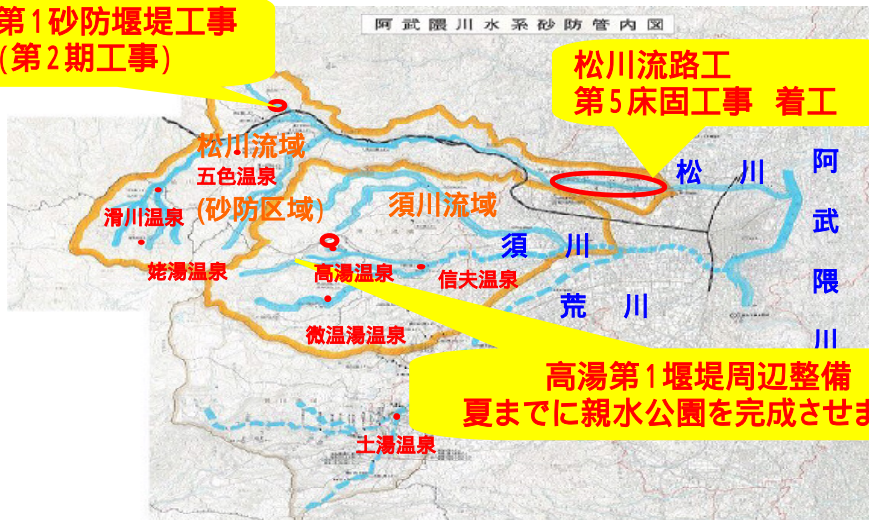 第1砂防堰堤工事
(第2期工事)
阿武隈川水系砂防管内図
松川流路工
第5床固工事 着工
松川流域
五色温泉
(砂防区域)
滑川温泉
姥湯温泉
須川流域
松 川
阿武隈川
須 川
高湯温泉
信夫温泉
荒 川
微温湯温泉
高湯第1堰堤周辺整備
夏までに親水公園を完成させま
土湯温泉